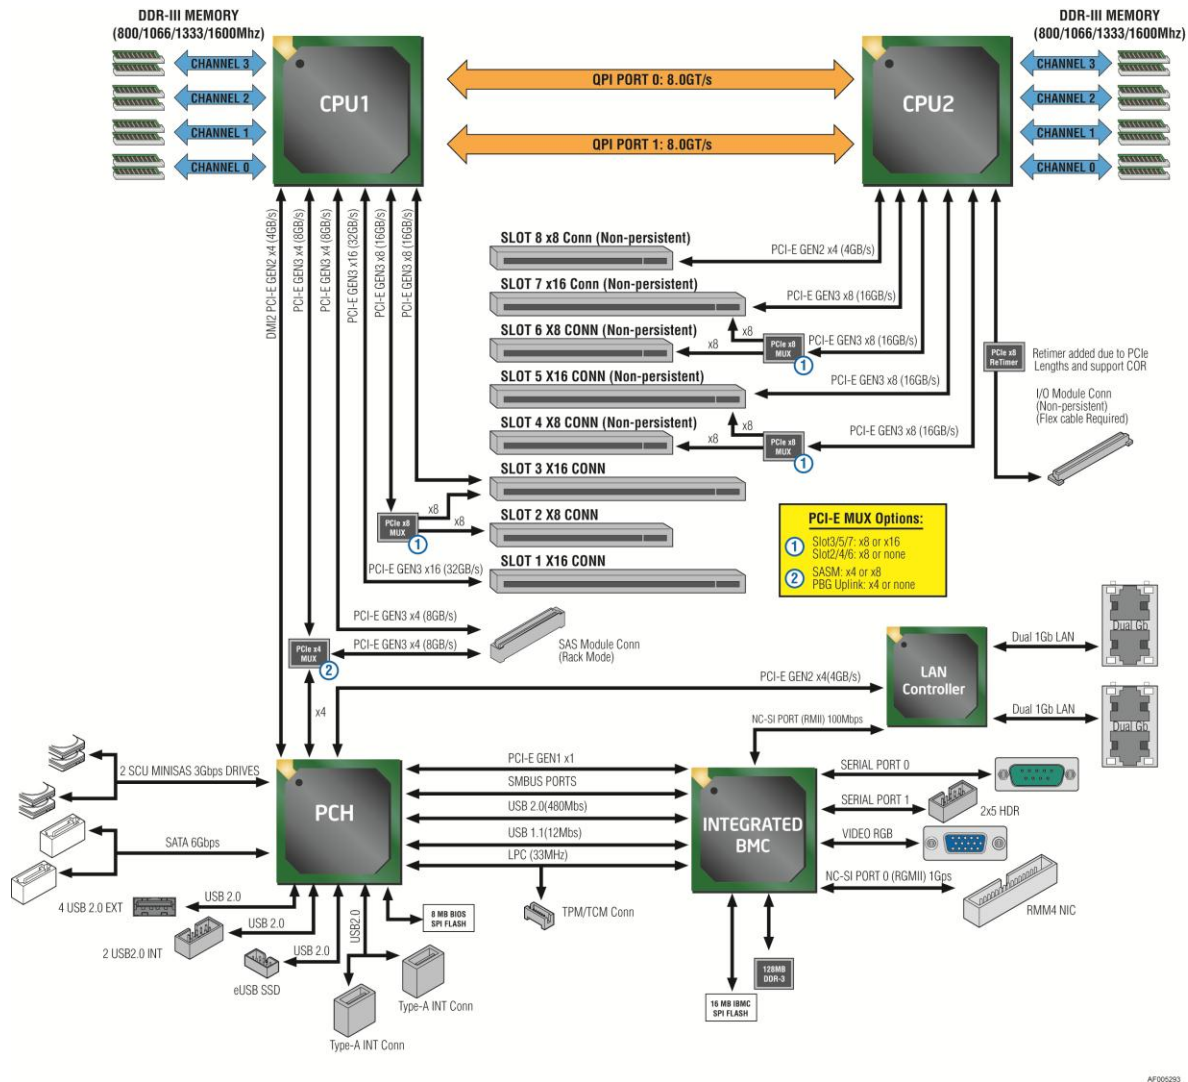 DDR-III MEMORY
(800/1066/1333/1600Mhz)
DDR-III MEMORY
(800/1066/1333/1600Mhz)
CHANNEL 3
CHANNEL 2
CHANNEL 1
CHANNEL 0
CPU1
QPI PORT 0: 8.0GT/s
QPI PORT 1: 8.0GT/s
CPU2
CHANNEL 3
CHANNEL 2
CHANNEL 1
CHANNEL 0
DMI2 PCI-E GEN2 x4 (4GB/s)
PCI-E GEN3 x4 (8GB/s)
PCI-E GEN3 x4 (8GB/s)
PCI-E GEN3 x16 (32GB/s)
PCI-E GEN3 x8 (16GB/s)
PCI-E GEN3 x8 (16GB/s)
SLOT 8 x8 Conn (Non-persistent)
PCI-E GEN2 x4 (4GB/s)
SLOT 7 x16 Conn (Non-persistent)
PCI-E GEN3 x8 (16GB/s)
SLOT 6 X8 CONN (Non-persistent)
x8
x8
PCIe x8
MUX
1
PCI-E GEN3 x8 (16GB/s)
SLOT 5 X16 CONN (Non-persistent)
PCI-E GEN3 x8 (16GB/s)
SLOT 4 X8 CONN (Non-persistent)
x8
x8
PCIe x8
MUX
1
PCI-E GEN3 x8 (16GB/s)
PCIe x8
ReTimer
Retimer added due to PCIe
Lengths and support COR
I/O Module Conn
(Non-persistent)
(Flex cable Required)
SLOT 3 X16 CONN
x8
x8
PCIe x8
MUX
1
SLOT 2 X8 CONN
SLOT 1 X16 CONN
PCI-E GEN3 x16 (32GB/s)
PCI-E MUX Options:
1
Slot3/5/7: x8 or x16
Slot2/4/6: x8 or none
2
SASM: x4 or x8
PBG Uplink: x4 or none
PCI-E GEN3 x4 (8GB/s)
PCI-E GEN3 x4 (8GB/s)
PCIe x4
MUX
2
x4
SAS Module Conn
(Rack Mode)
PCI-E GEN2 x4(4GB/s)
LAN
Controller
Dual 1Gb LAN
Dual Gb
Dual 1Gb LAN
Dual Gb
NC-SI PORT (RMII) 100Mbps
2 SCU MINISAS 3Gbps DRIVES
SATA 6Gbps
PCH
PCI-E GEN1 x1
SMBUS PORTS
USB 2.0(480Mbs)
USB 1.1(12Mbs)
LPC (33MHz)
INTEGRATED
BMC
SERIAL PORT 0
SERIAL PORT 1
2x5 HDR
VIDEO RGB
NC-SI PORT 0 (RGMII) 1Gps
RMM4 NIC
4 USB 2.0 EXT
USB 2.0
2 USB2.0 INT
USB 2.0
eUSB SSD
USB 2.0
USB2.0
Type-A INT Conn
Type-A INT Conn
8 MB BIOS
SPI FLASH
TPM/TCM Conn
16 MB IBMC
SPI FLASH
128MB
DDR-3
AF005293